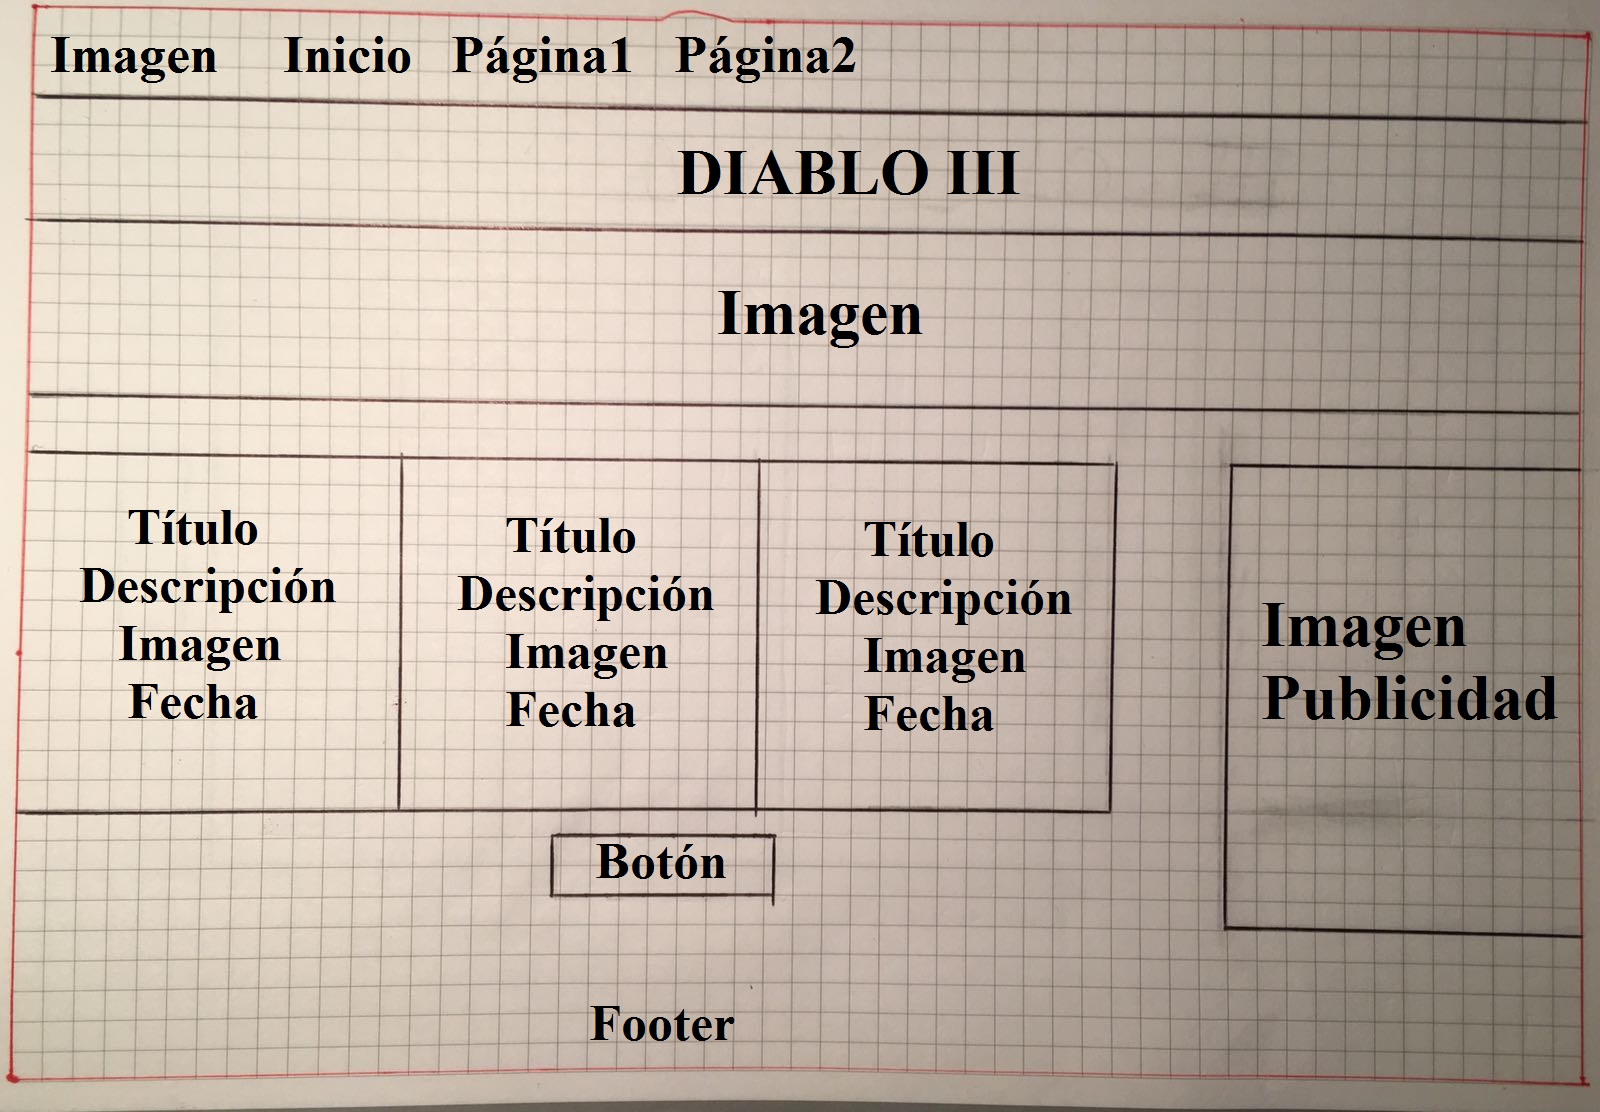 Imagen Inicio Página1 Página2
DIABLO III
Imagen
Título
Descripción
Imagen
Fecha
Título
Descripción
Imagen
Fecha
Título
Descripción
Imagen
Fecha
Imagen
Publicidad
Botón
Footer